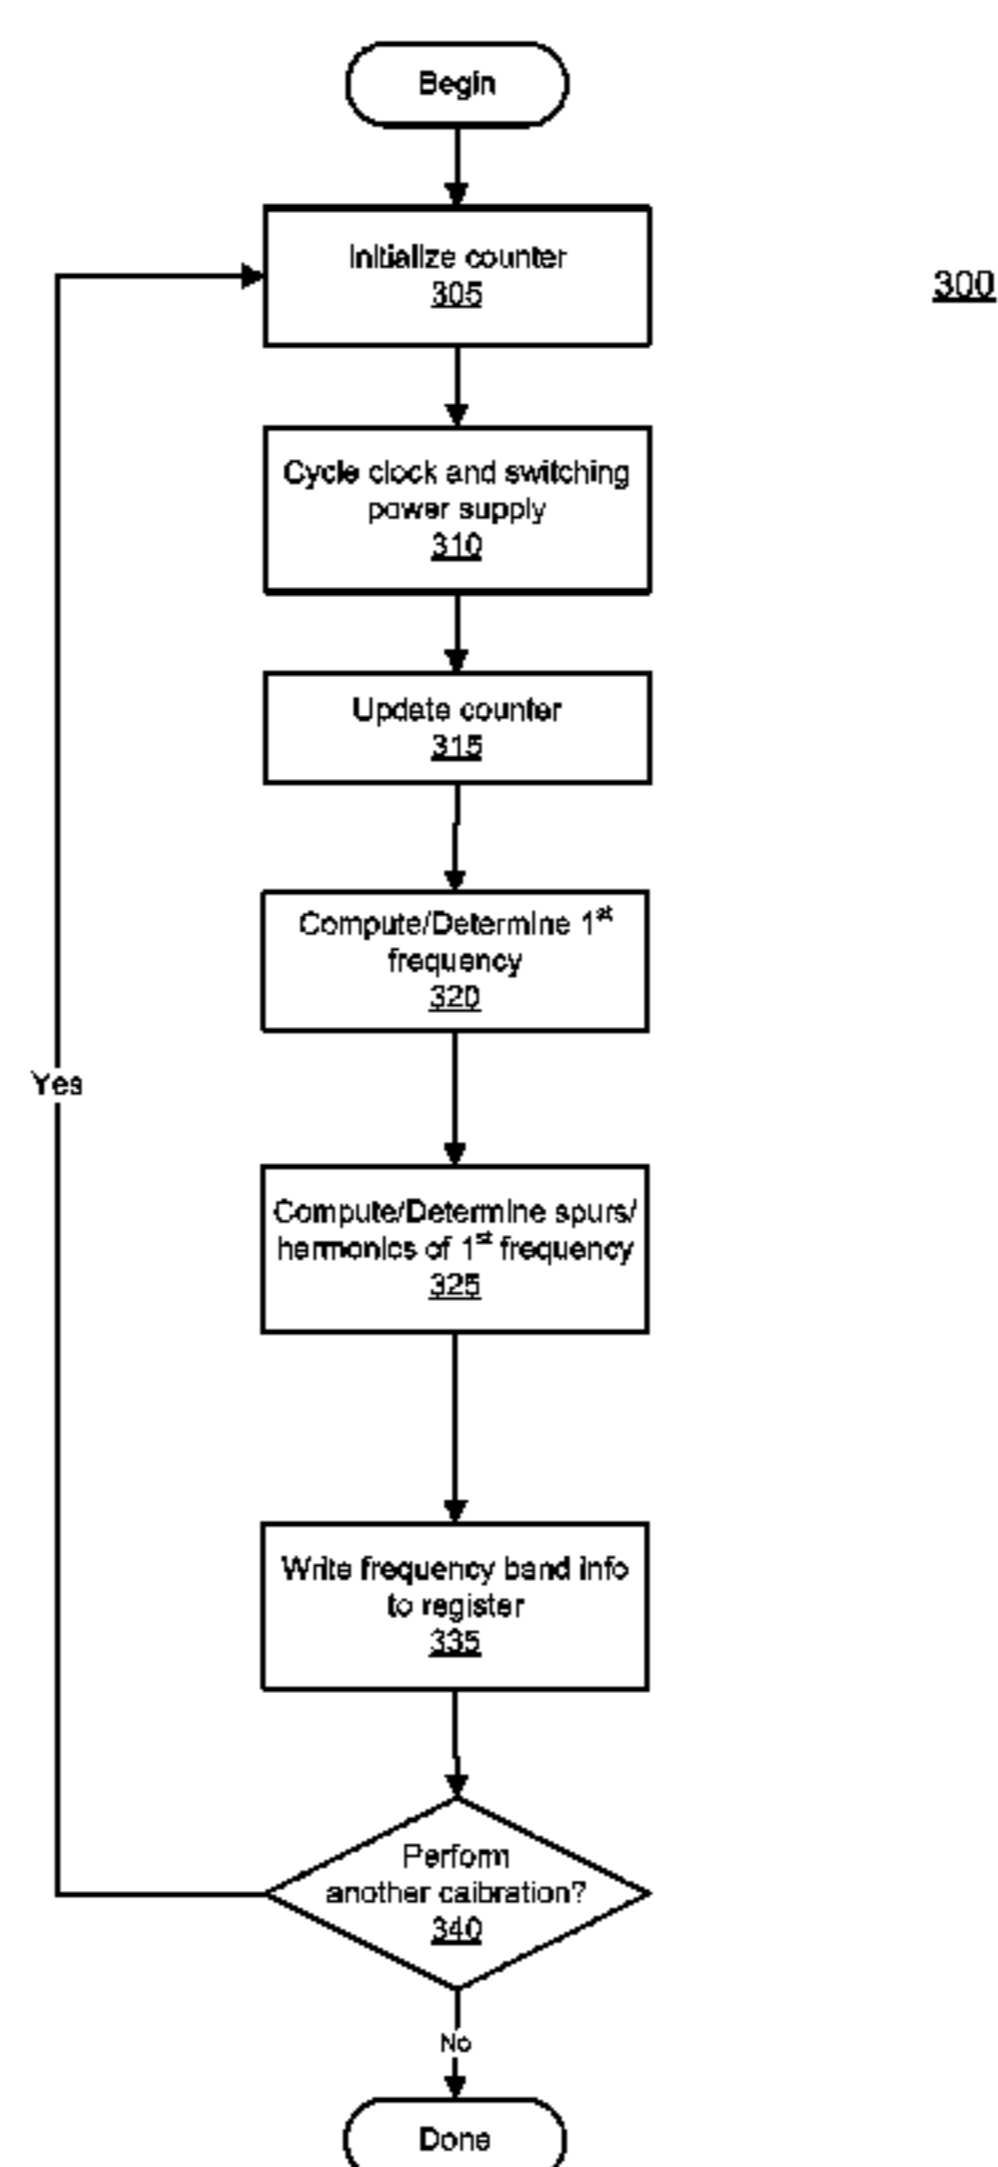 Begin
Initialize counter
305
300
Cycle clock and switching
power supply
310
Update counter
315
Compute/Determine 1st
frequency
320
Yes
Compute/Determine spurs/
harmonics of 1st frequency
325
Write frequency band info
to register
335
Perform
another caibration?
340
No
Done